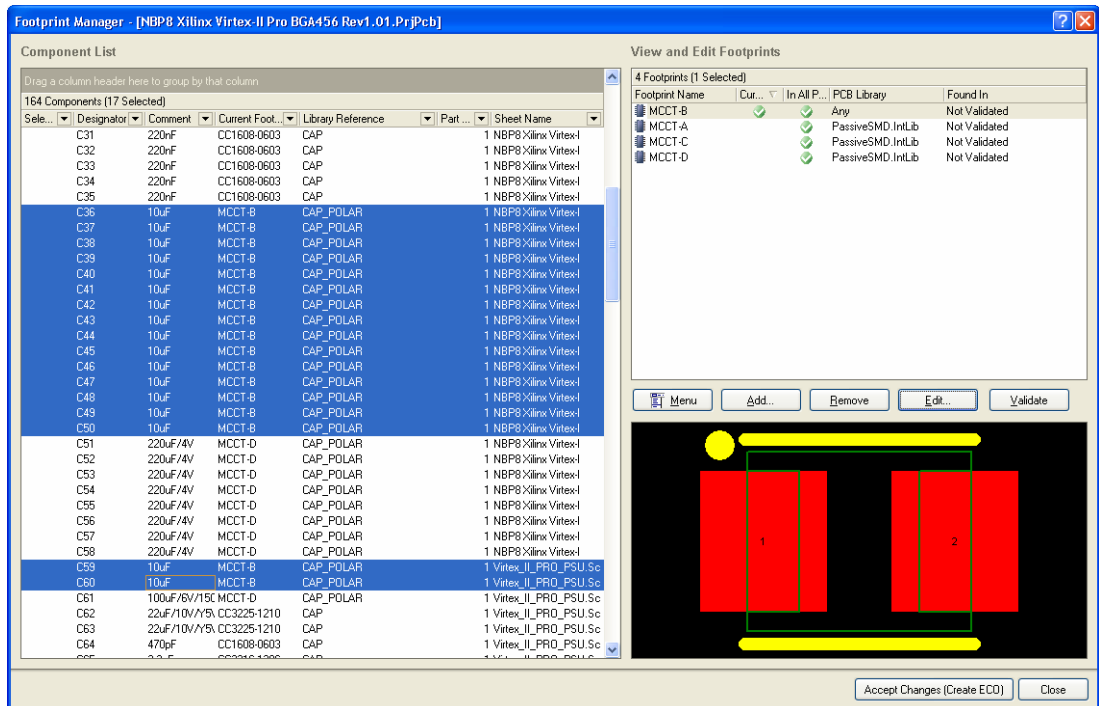 Footprint Manager - [NBP8 Xilinx Virtex-II Pro BGA456 Rev1.01.PrjPcb]
Component List
Drag a column header here to group by that column
164 Components (17 Selected)
Sele... Designator Comment Current Foot... Library Reference Part ... Sheet Name
C31 220nF CC1608-0603 CAP 1 NBP8 Xilinx Virtex-I
C32 220nF CC1608-0603 CAP 1 NBP8 Xilinx Virtex-I
C33 220nF CC1608-0603 CAP 1 NBP8 Xilinx Virtex-I
C34 220nF CC1608-0603 CAP 1 NBP8 Xilinx Virtex-I
C35 220nF CC1608-0603 CAP 1 NBP8 Xilinx Virtex-I
C36 10uF MCCT-B CAP_POLAR 1 NBP8 Xilinx Virtex-I
C37 10uF MCCT-B CAP_POLAR 1 NBP8 Xilinx Virtex-I
C38 10uF MCCT-B CAP_POLAR 1 NBP8 Xilinx Virtex-I
C39 10uF MCCT-B CAP_POLAR 1 NBP8 Xilinx Virtex-I
C40 10uF MCCT-B CAP_POLAR 1 NBP8 Xilinx Virtex-I
C41 10uF MCCT-B CAP_POLAR 1 NBP8 Xilinx Virtex-I
C42 10uF MCCT-B CAP_POLAR 1 NBP8 Xilinx Virtex-I
C43 10uF MCCT-B CAP_POLAR 1 NBP8 Xilinx Virtex-I
C44 10uF MCCT-B CAP_POLAR 1 NBP8 Xilinx Virtex-I
C45 10uF MCCT-B CAP_POLAR 1 NBP8 Xilinx Virtex-I
C46 10uF MCCT-B CAP_POLAR 1 NBP8 Xilinx Virtex-I
C47 10uF MCCT-B CAP_POLAR 1 NBP8 Xilinx Virtex-I
C48 10uF MCCT-B CAP_POLAR 1 NBP8 Xilinx Virtex-I
C49 10uF MCCT-B CAP_POLAR 1 NBP8 Xilinx Virtex-I
C50 10uF MCCT-B CAP_POLAR 1 NBP8 Xilinx Virtex-I
C51 220uF/4V MCCT-D CAP_POLAR 1 NBP8 Xilinx Virtex-I
C52 220uF/4V MCCT-D CAP_POLAR 1 NBP8 Xilinx Virtex-I
C53 220uF/4V MCCT-D CAP_POLAR 1 NBP8 Xilinx Virtex-I
C54 220uF/4V MCCT-D CAP_POLAR 1 NBP8 Xilinx Virtex-I
C55 220uF/4V MCCT-D CAP_POLAR 1 NBP8 Xilinx Virtex-I
C56 220uF/4V MCCT-D CAP_POLAR 1 NBP8 Xilinx Virtex-I
C57 220uF/4V MCCT-D CAP_POLAR 1 NBP8 Xilinx Virtex-I
C58 220uF/4V MCCT-D CAP_POLAR 1 NBP8 Xilinx Virtex-I
C59 10uF MCCT-B CAP_POLAR 1 Virtex_II_PRO_PSU.Sc
C60 10uF MCCT-B CAP_POLAR 1 Virtex_II_PRO_PSU.Sc
C61 100uF/6V/150 MCCT-D CAP_POLAR 1 Virtex_II_PRO_PSU.Sc
C62 22uF/10V/Y5\ CC3225-1210 CAP 1 Virtex_II_PRO_PSU.Sc
C63 22uF/10V/Y5\ CC3225-1210 CAP 1 Virtex_II_PRO_PSU.Sc
C64 470pF CC1608-0603 CAP 1 Virtex_II_PRO_PSU.Sc
View and Edit Footprints
4 Footprints (1 Selected)
Footprint Name Cur... In All P... PCB Library Found In
MCCT-B Any Not Validated
MCCT-A PassiveSMD.IntLib Not Validated
MCCT-C PassiveSMD.IntLib Not Validated
MCCT-D PassiveSMD.IntLib Not Validated
Menu Add... Remove Edit... Validate
1 2
Accept Changes (Create ECO) Close